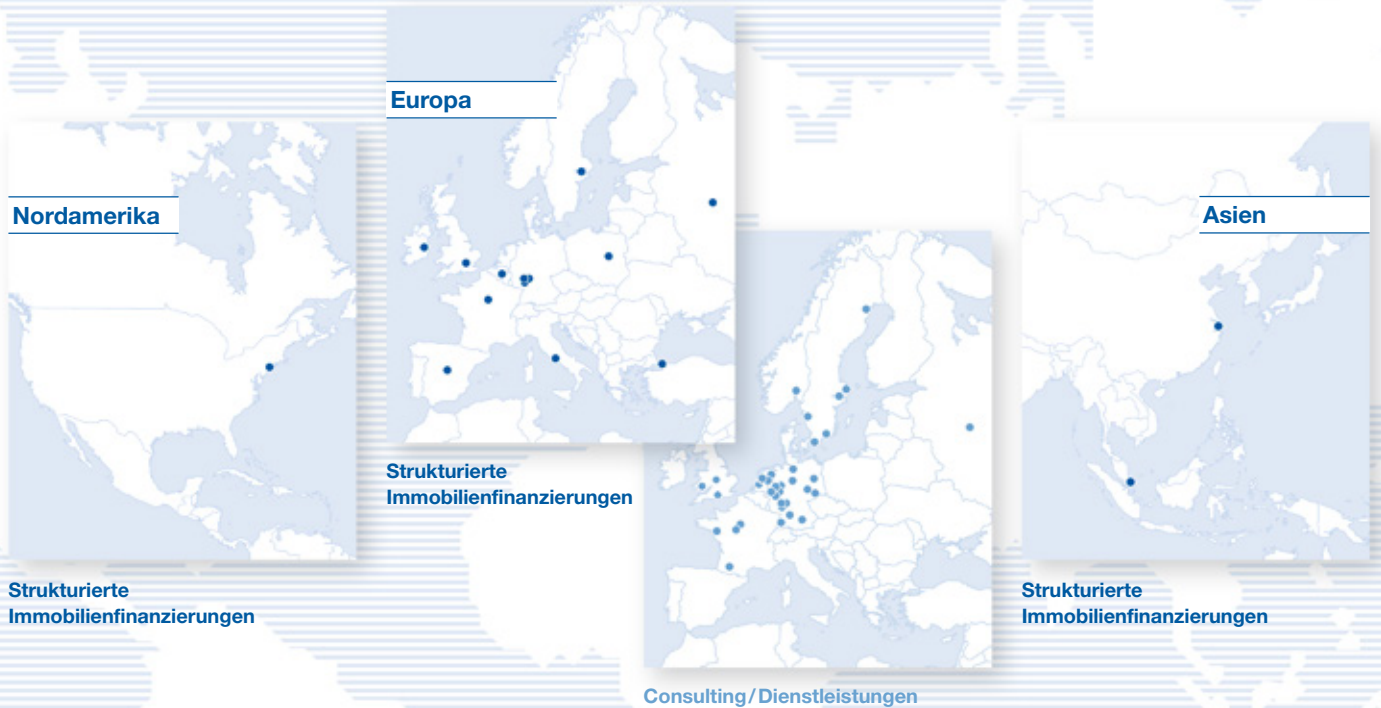 Europa
Nordamerika
Asien
Strukturierte
Immobilienfinanzierungen
Strukturierte
Immobilienfinanzierungen
Strukturierte
Immobilienfinanzierungen
Consulting/Dienstleistungen